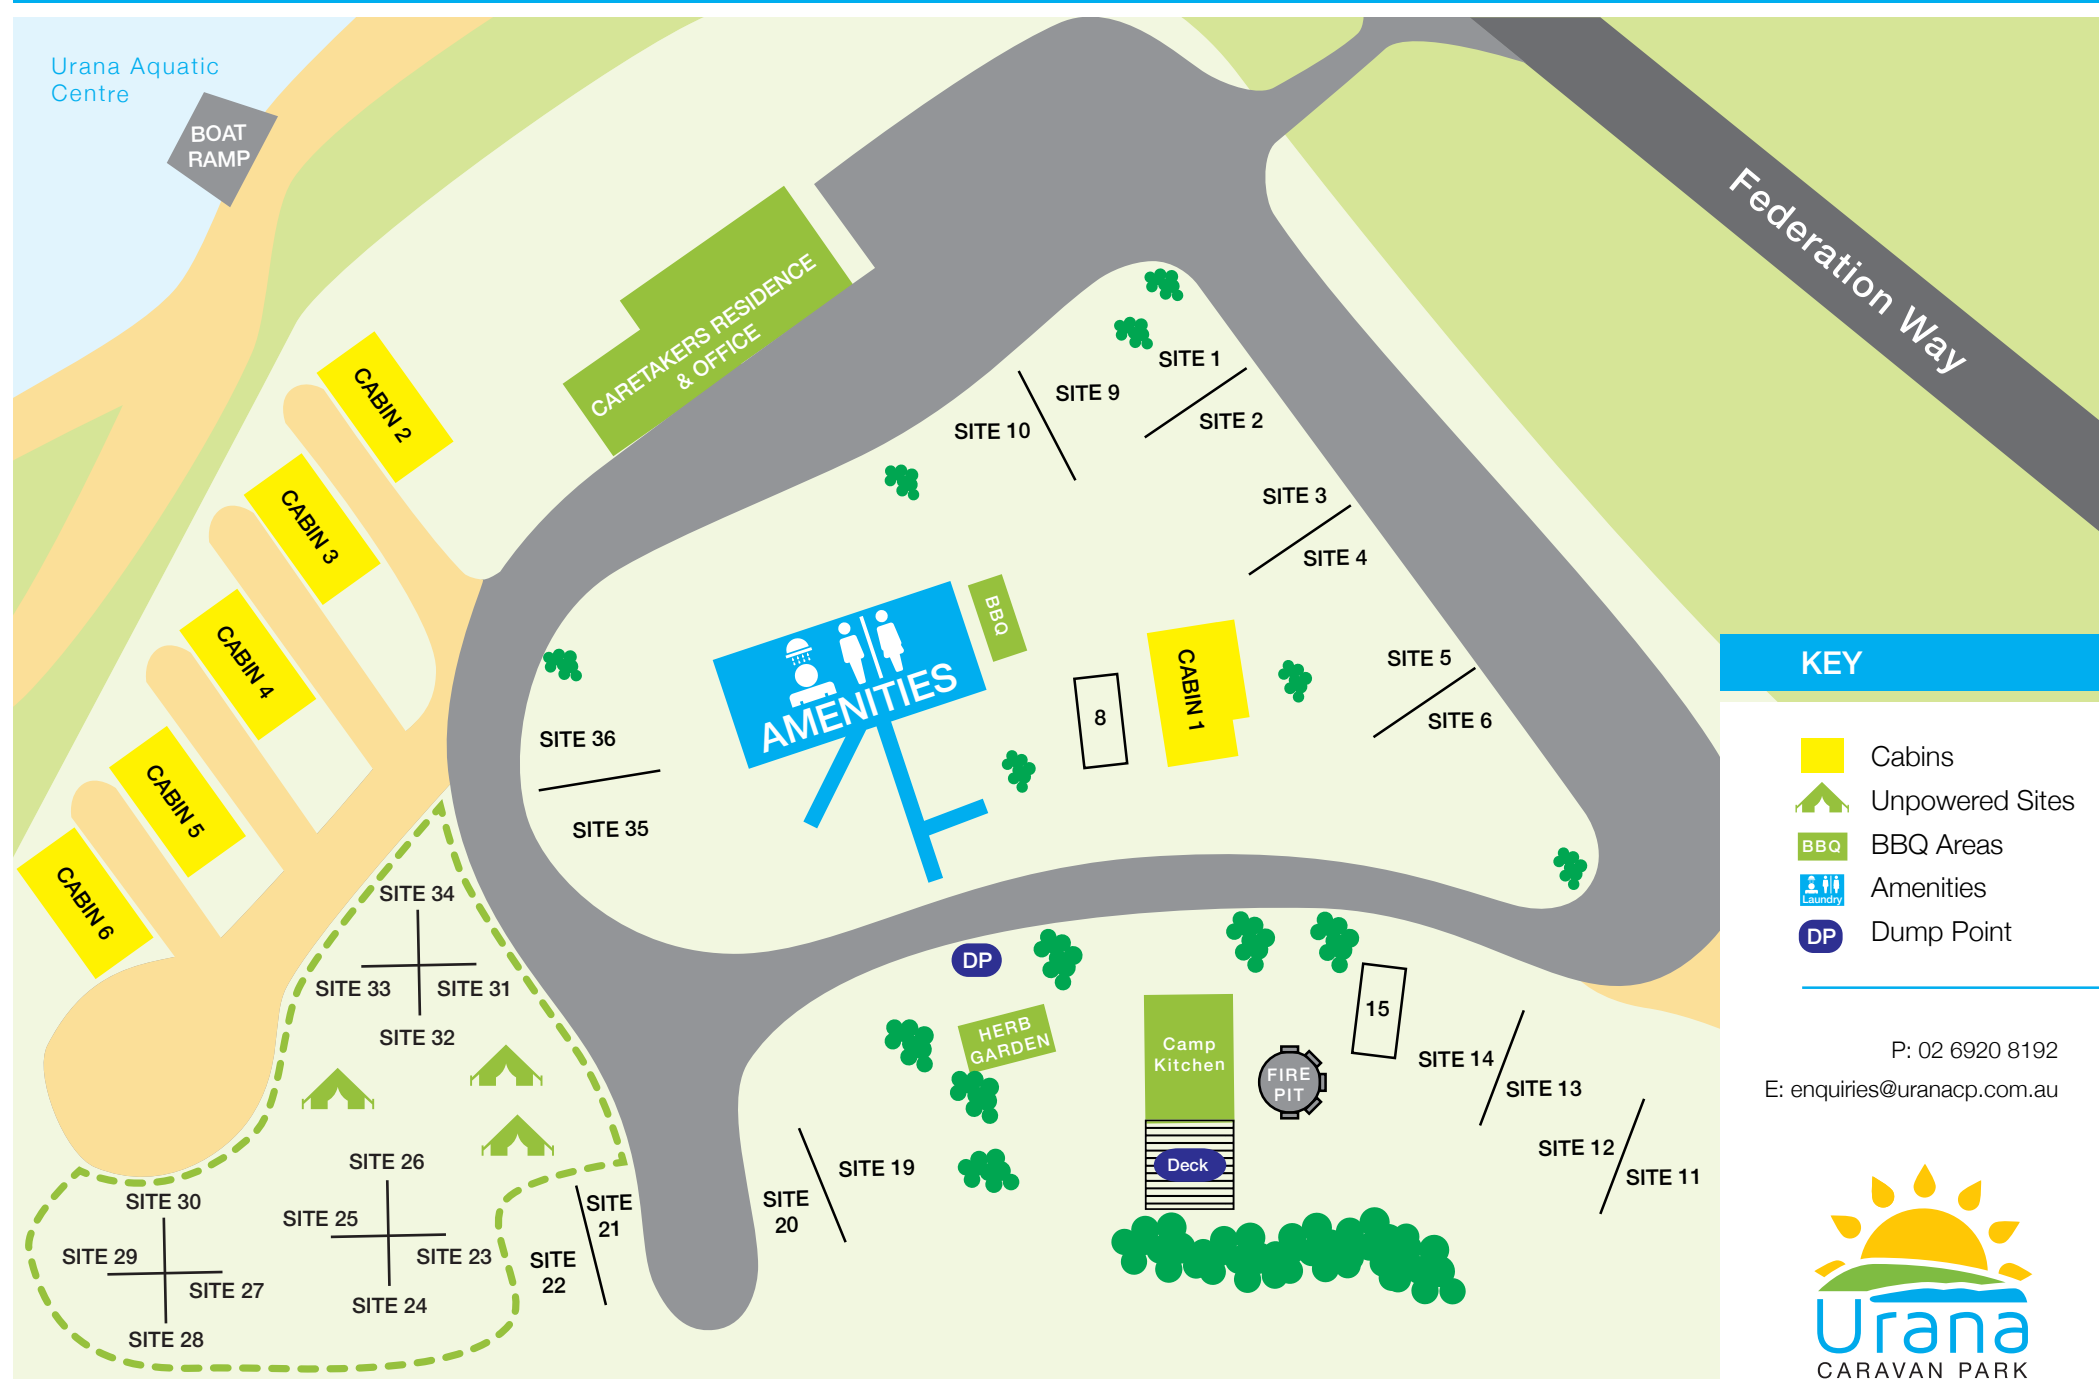 Urana Aquatic
Centre
BOAT
RAMP
Federation Way
CARETAKERS RESIDENCE
& OFFICE
CABIN 2
CABIN 3
CABIN 4
CABIN 5
CABIN 6
SITE 1
SITE 9
SITE 2
SITE 10
SITE 3
SITE 4
BBQ
AMENITIES
CABIN 1
8
SITE 5
SITE 6
SITE 36
SITE 35
SITE 34
SITE 33
SITE 31
SITE 32
DP
HERB
GARDEN
Camp
Kitchen
FIRE
PIT
15
SITE 14
SITE 13
SITE 12
SITE 11
Deck
SITE 19
SITE
20
SITE
21
SITE
22
SITE 26
SITE 25
SITE 23
SITE 24
SITE 30
SITE 29
SITE 27
SITE 28
KEY
Cabins
Unpowered Sites
BBQ
BBQ Areas
Laundry
Amenities
DP
Dump Point
P: 02 6920 8192
E: enquiries@uranacp.com.au
Urana
CARAVAN PARK